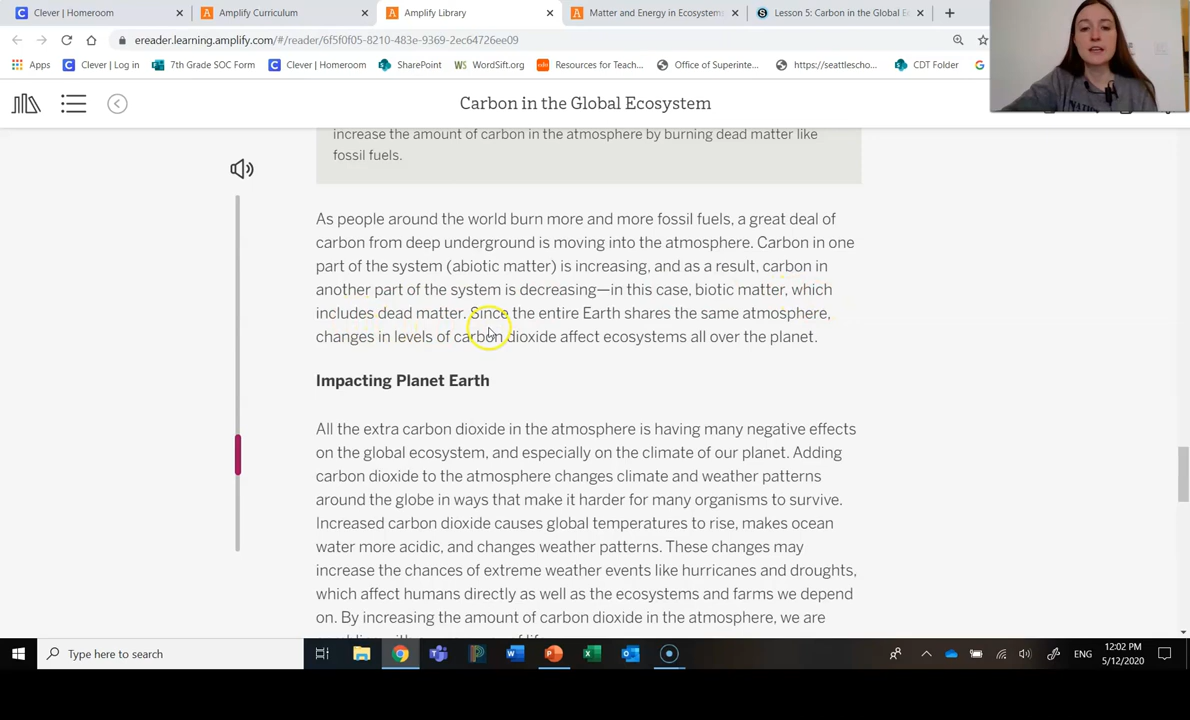 Clever | Homeroom
Amplify Curriculum
Amplify Library
Matter and Energy in Ecosystem
Lesson 5: Carbon in the Global E
ereader.learning.amplify.com/#/reader/6f5f0f05-8210-483e-9369-2ec64726ee09
Apps
Clever | Log in
7th Grade SOC Form
Clever | Homeroom
SharePoint
WS WordSift.org
edu Resources for Teac...
Office of Superinte...
https://seattlescho...
CDT Folder
Carbon in the Global Ecosystem
increase the amount of carbon in the atmosphere by burning dead matter like
fossil fuels.
As people around the world burn more and more fossil fuels, a great deal of
carbon from deep underground is moving into the atmosphere. Carbon in one
part of the system (abiotic matter) is increasing, and as a result, carbon in
another part of the system is decreasing—in this case, biotic matter, which
includes dead matter. Since the entire Earth shares the same atmosphere,
changes in levels of carbon dioxide affect ecosystems all over the planet.
Impacting Planet Earth
All the extra carbon dioxide in the atmosphere is having many negative effects
on the global ecosystem, and especially on the climate of our planet. Adding
carbon dioxide to the atmosphere changes climate and weather patterns
around the globe in ways that make it harder for many organisms to survive.
Increased carbon dioxide causes global temperatures to rise, makes ocean
water more acidic, and changes weather patterns. These changes may
increase the chances of extreme weather events like hurricanes and droughts,
which affect humans directly as well as the ecosystems and farms we depend
on. By increasing the amount of carbon dioxide in the atmosphere, we are
Type here to search
ENG
12:02 PM
5/12/2020